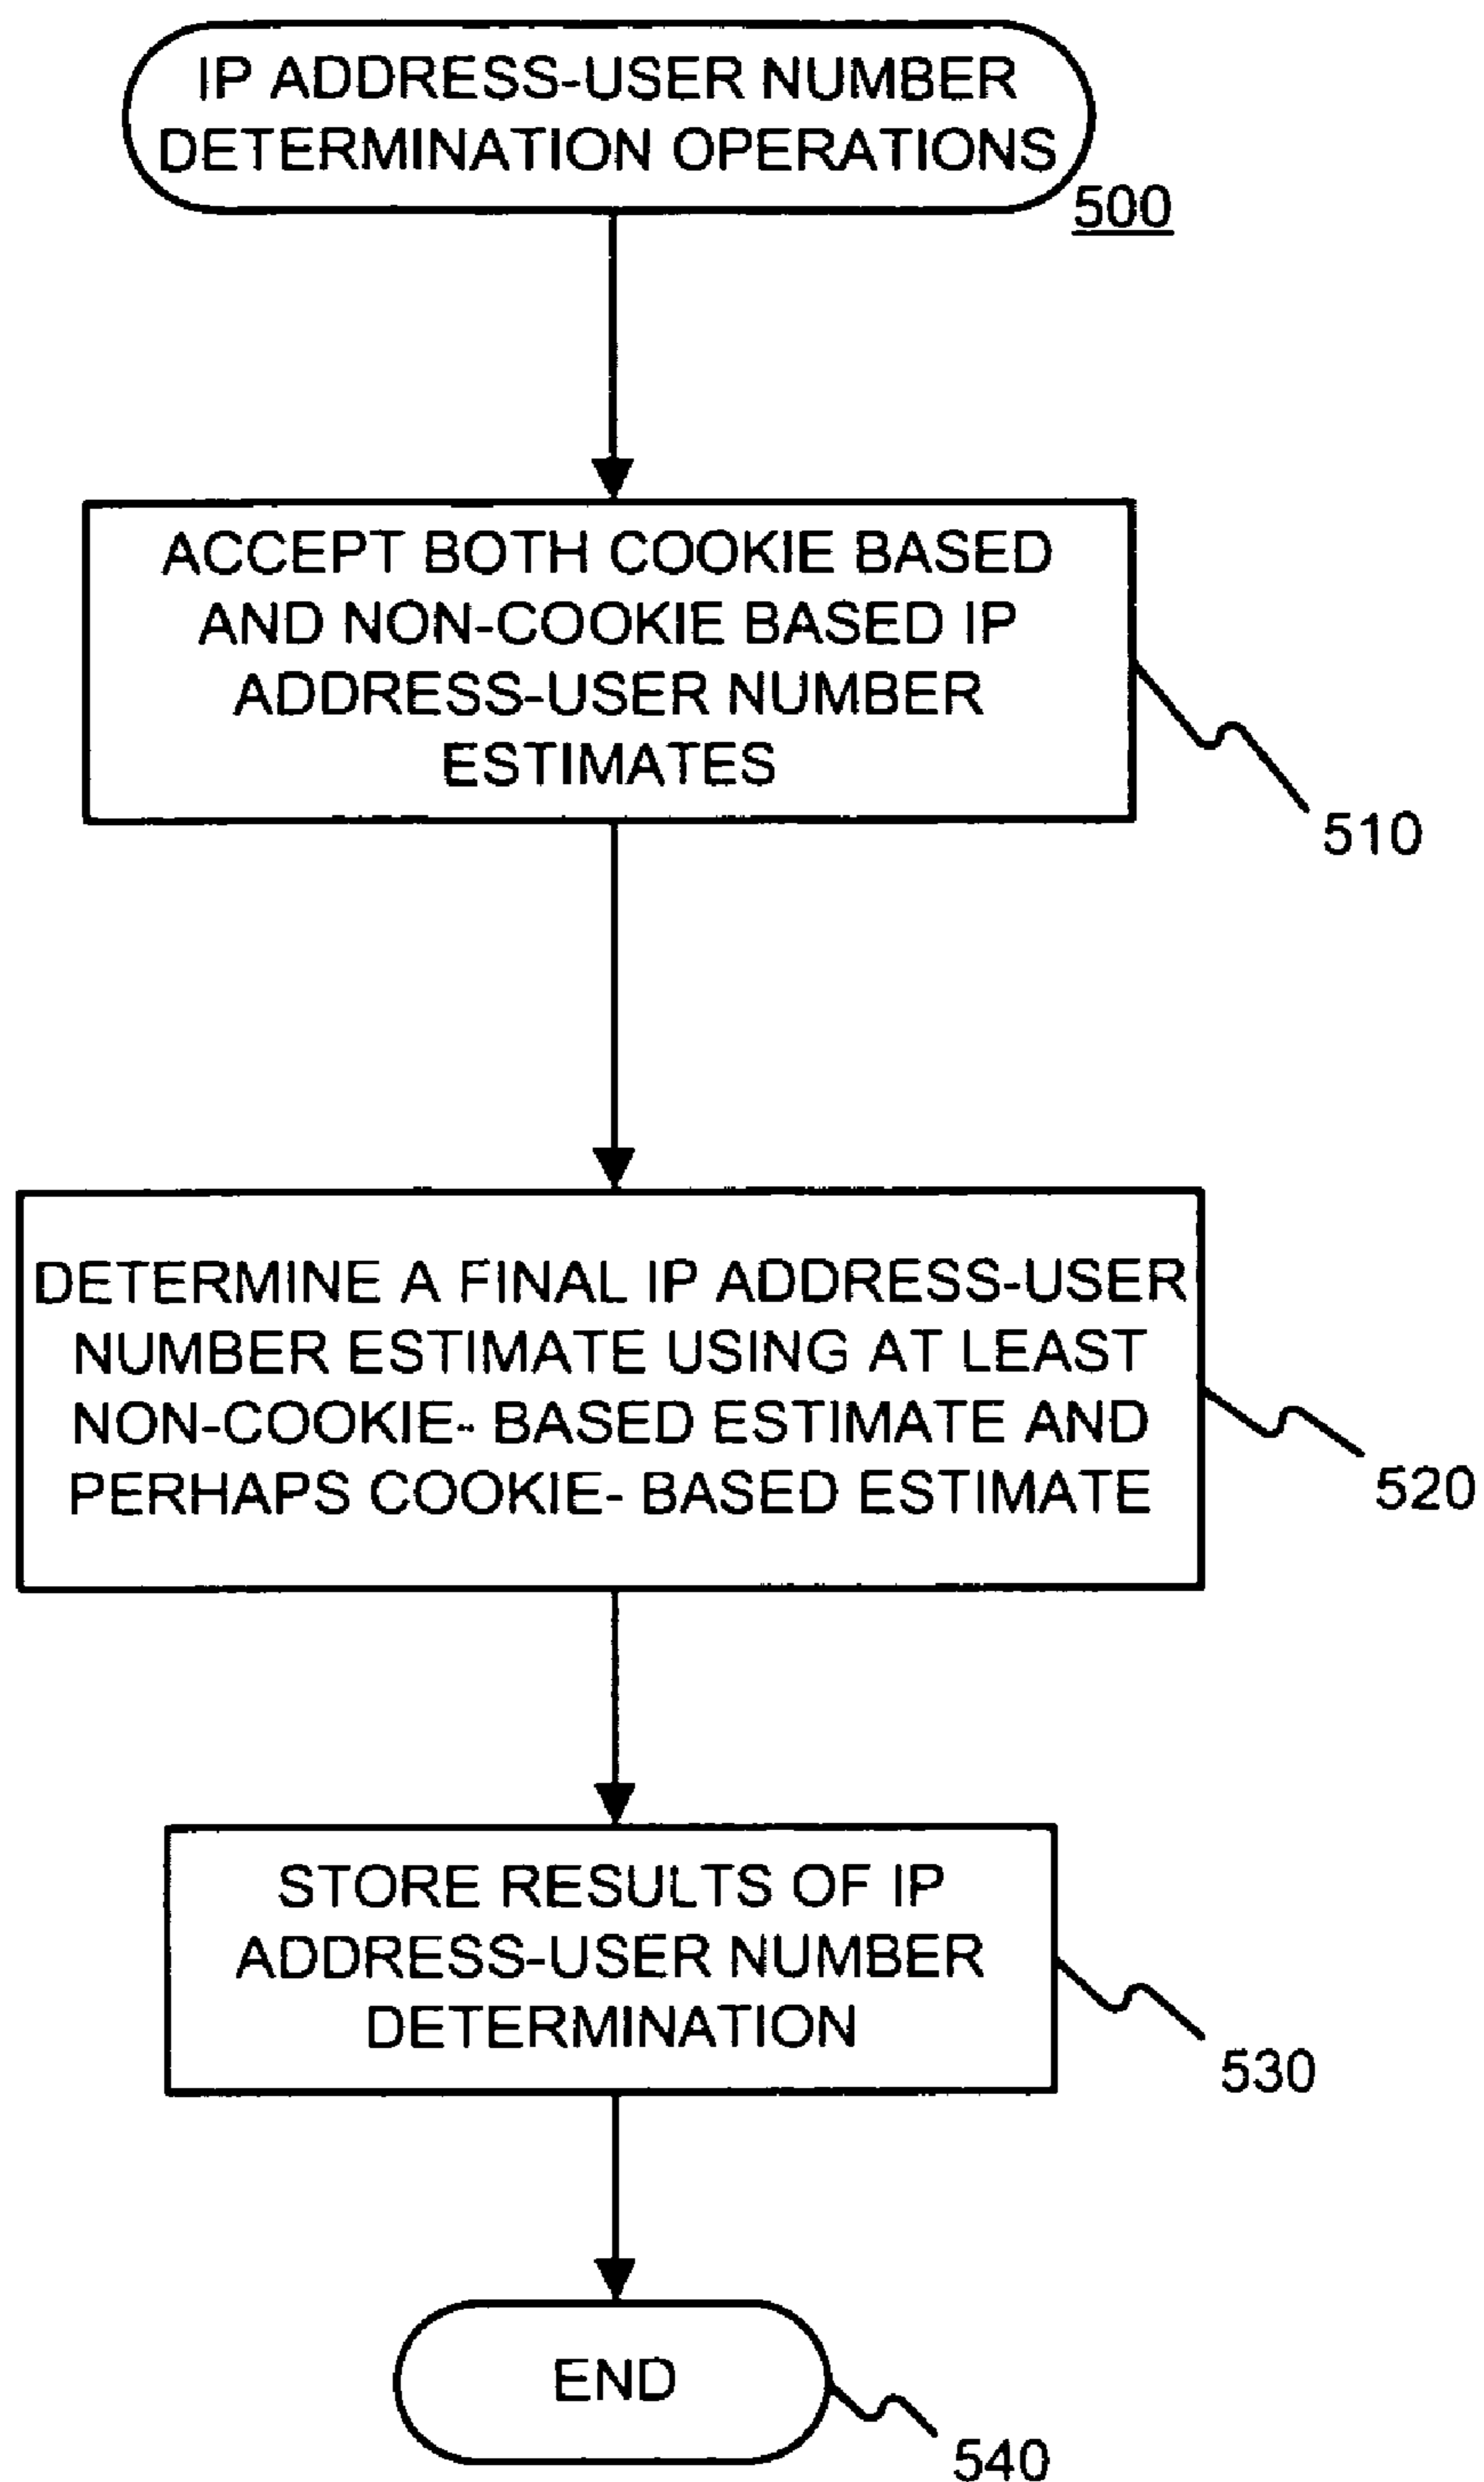 IP ADDRESS-USER NUMBER
DETERMINATION OPERATIONS
500
ACCEPT BOTH COOKIE BASED
AND NON-COOKIE BASED IP
ADDRESS-USER NUMBER
ESTIMATES
510
DETERMINE A FINAL IP ADDRESS-USER
NUMBER ESTIMATE USING AT LEAST
NON-COOKIE- BASED ESTIMATE AND
PERHAPS COOKIE- BASED ESTIMATE
520
STORE RESULTS OF IP
ADDRESS-USER NUMBER
DETERMINATION
530
END
540